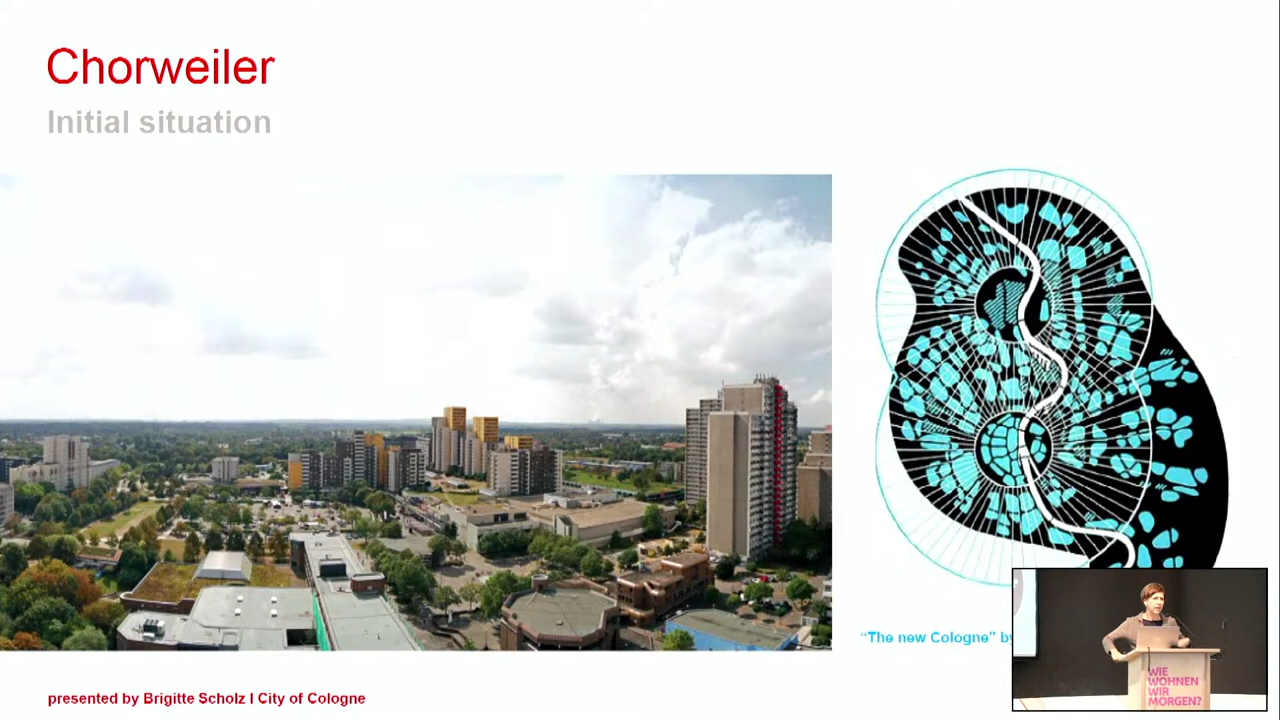 Chorweiler
Initial situation
"The new Cologne" by
presented by Brigitte Scholz I City of Cologne
WIE
WOHNEN
WIR
MORGEN?